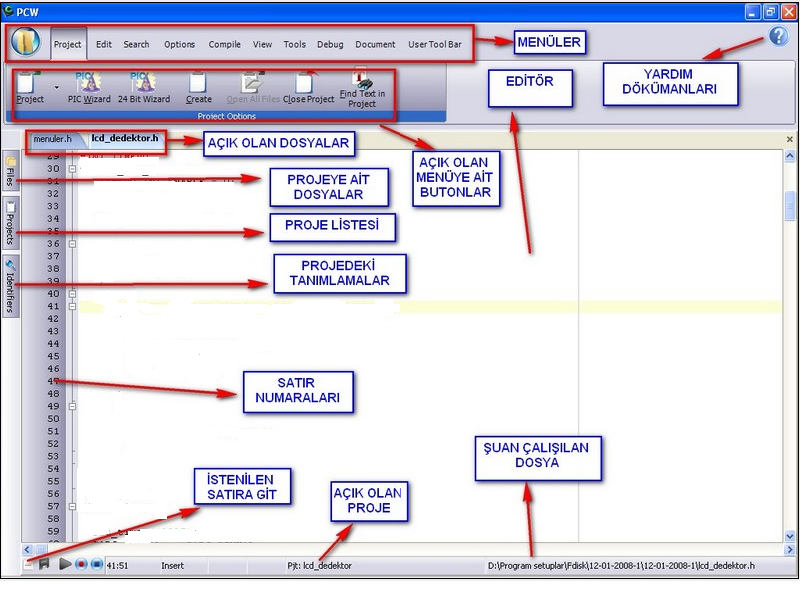 PCW
Project Edit Search Options Compile View Tools Debug Document User Tool Bar
MENÜLER
EDİTÖR
YARDIM
DÖKÜMANLARI
Project PIC Wizard 24 Bit Wizard Create Open All Files Close Project Find Text in
Project
Project Options
menuler.h lcd_dedektor.h
AÇIK OLAN DOSYALAR
AÇIK OLAN
MENÜYE AİT
BUTONLAR
Files
Projects
Identifiers
PROJEYE AİT
DOSYALAR
PROJE LİSTESİ
PROJEDEKİ
TANIMLAMALAR
29
30
31
32
33
34
35
36
37
38
39
40
41
42
43
44
45
46
47
48
49
50
51
52
53
54
55
56
57
58
59
SATIR
NUMARALARI
ŞUAN ÇALIŞILAN
DOSYA
İSTENİLEN
SATIRA GİT
AÇIK OLAN
PROJE
41:51 Insert Pjt: lcd_dedektor D:\Program setuplar\Fdisk\12-01-2008-1\12-01-2008-1\lcd_dedektor.h